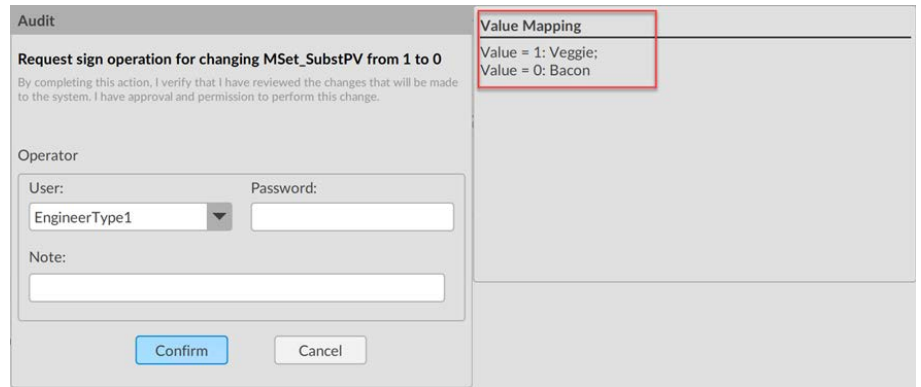 Audit
Request sign operation for changing MSet_SubstPV from 1 to 0
By completing this action, I verify that I have reviewed the changes that will be made
to the system. I have approval and permission to perform this change.
Operator
User:
Password:
EngineerType1
Note:
Confirm
Cancel
Value Mapping
Value = 1: Veggie;
Value = 0: Bacon